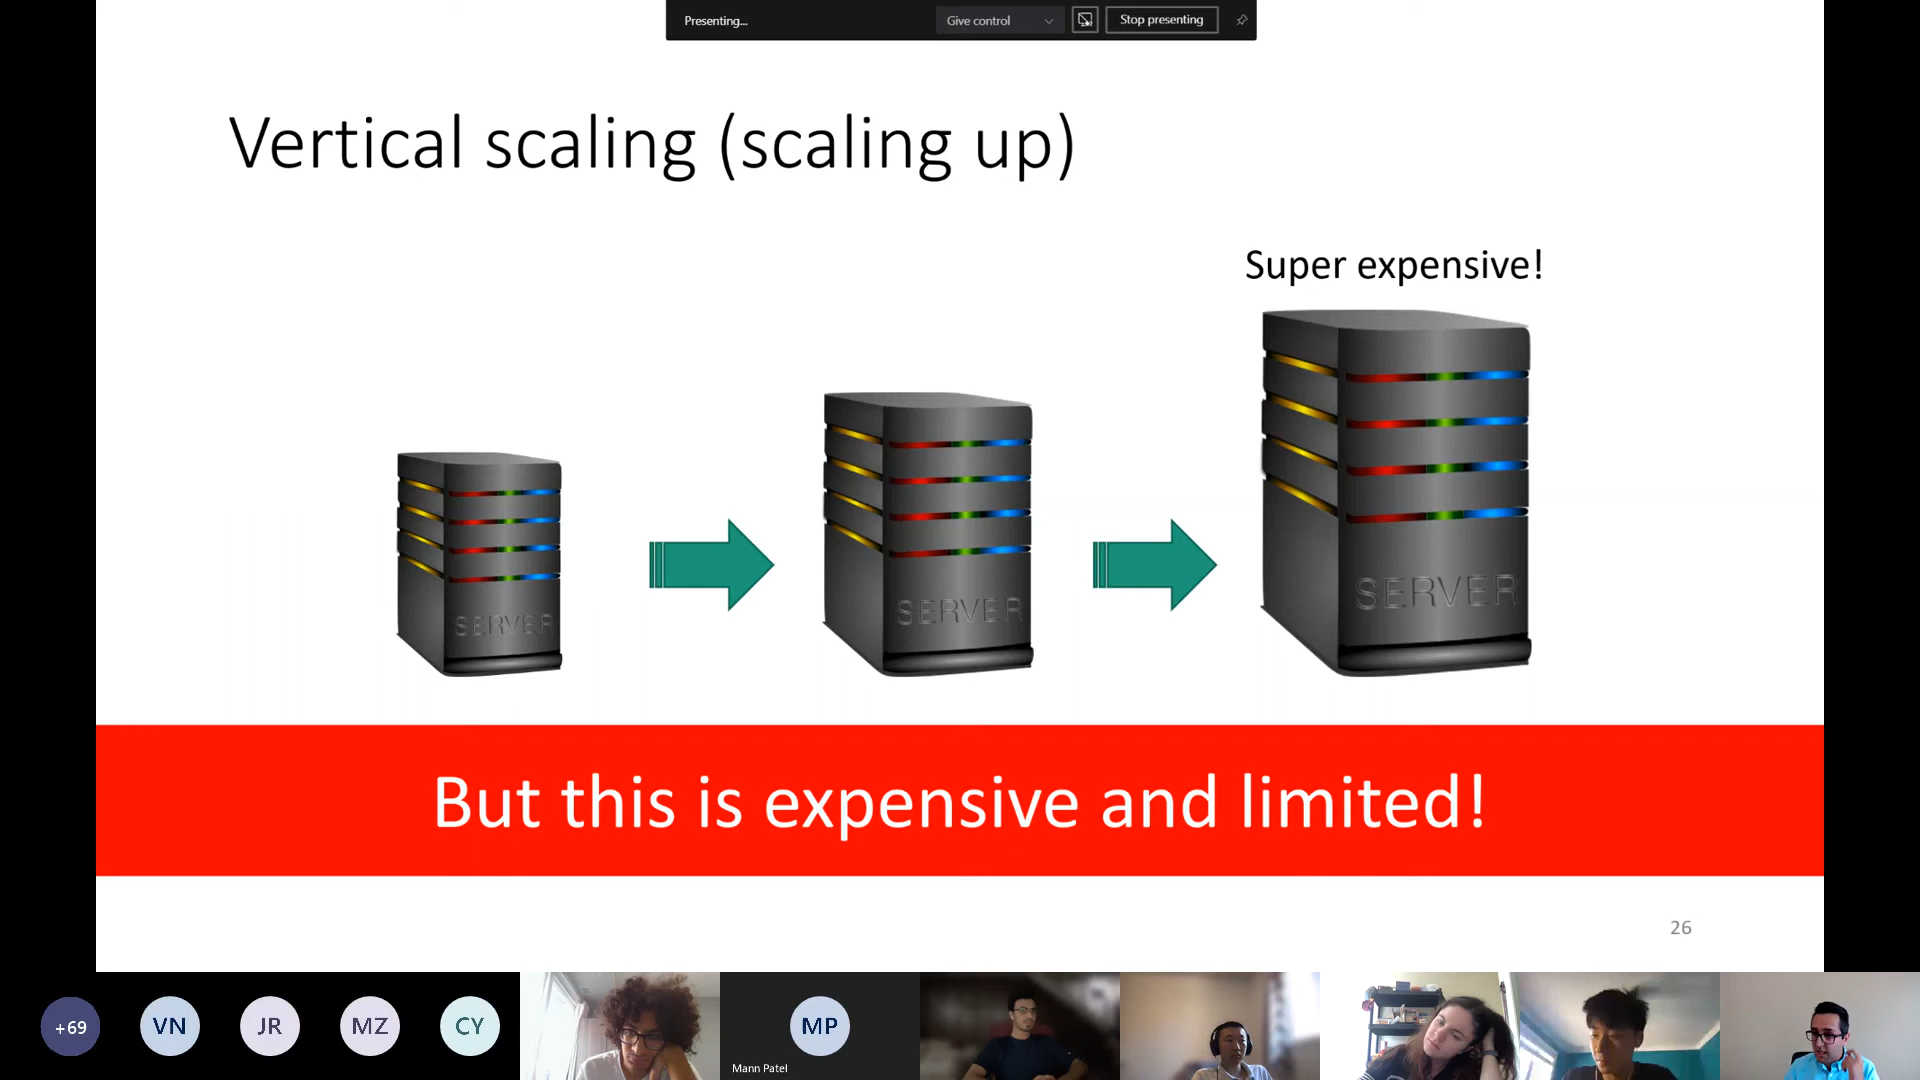 Presenting...
Give control
Stop presenting
Vertical scaling (scaling up)
Super expensive!
SERVER
SERVER
SERVER
But this is expensive and limited!
26
+69
VN
JR
MZ
CY
MP
Mann Patel